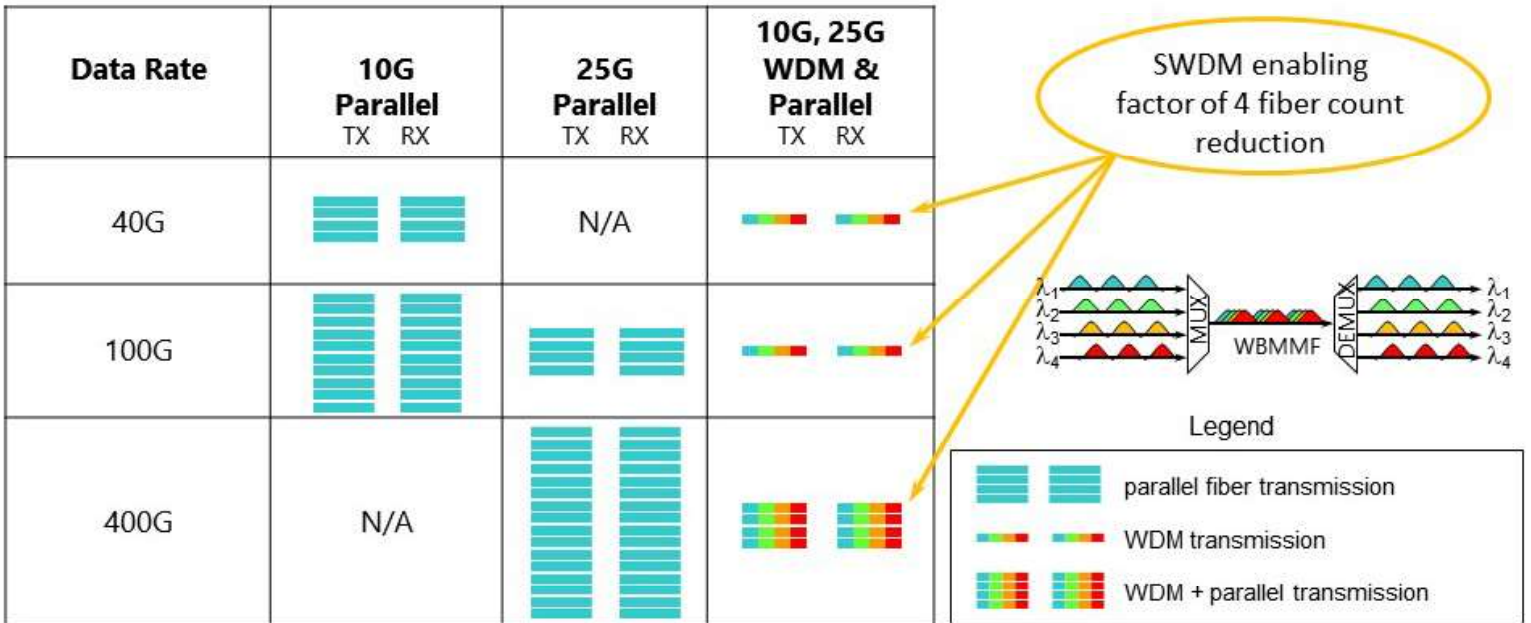 Data Rate
10G
Parallel
TX RX
25G
Parallel
TX RX
10G, 25G
WDM &
Parallel
TX RX
SWDM enabling
factor of 4 fiber count
reduction
40G
N/A
100G
400G
N/A
λ1
λ2
λ3
λ4
MUX
WBMMF
DEMUX
λ1
λ2
λ3
λ4
Legend
parallel fiber transmission
WDM transmission
WDM + parallel transmission